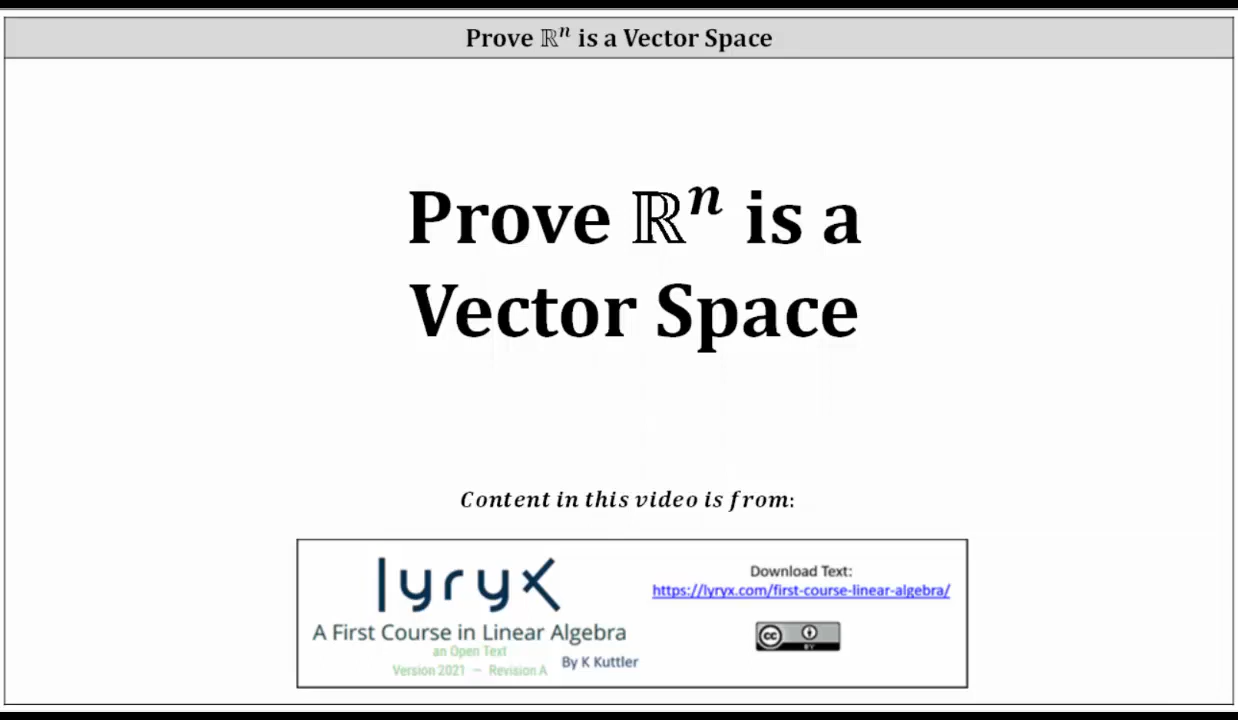 Prove ℝⁿ is a Vector Space
Prove ℝⁿ is a
Vector Space
Content in this video is from:
lyryx
A First Course in Linear Algebra
an Open Text
Version 2021 — Revision A
By K Kuttler
Download Text:
https://lyryx.com/first-course-linear-algebra/
cc
BY